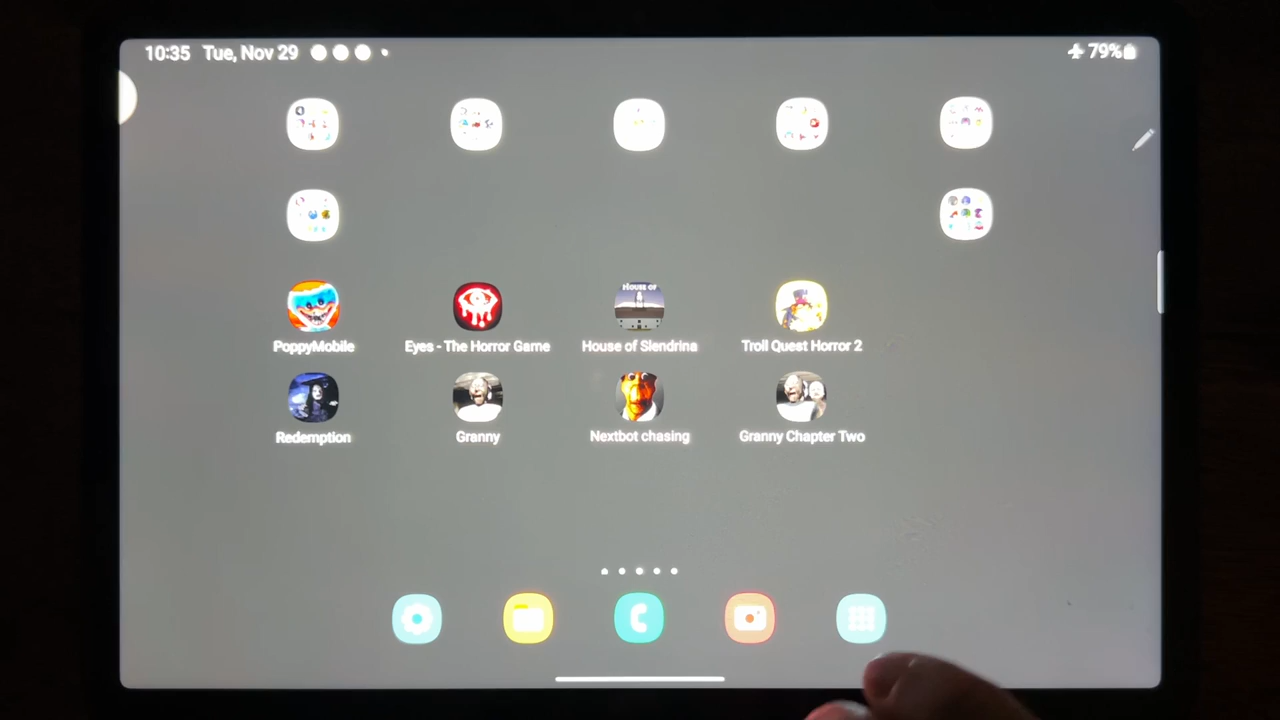 10:35 Tue, Nov 29 79%
PoppyMobile Eyes - The Horror Game House of Slendrina Troll Quest Horror 2
HOUSE OF
Redemption Granny Nextbot chasing Granny Chapter Two